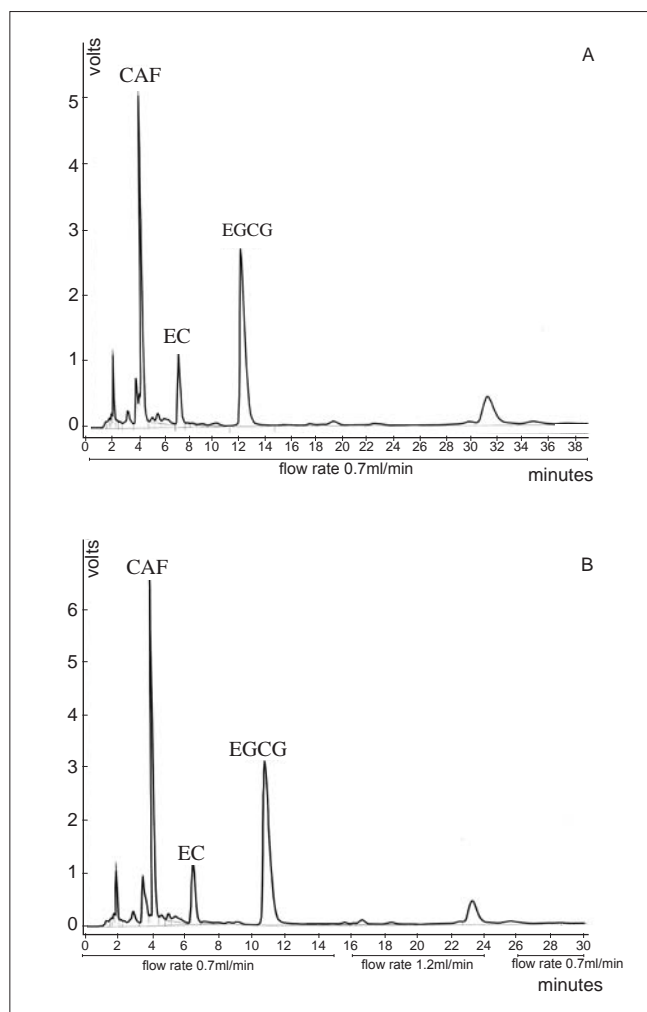 A
volts
CAF
5
4
3
EGCG
2
EC
1
0
0 2 4 6 8 10 12 14 16 18 20 22 24 26 28 30 32 34 36 38
flow rate 0.7ml/min
minutes
B
volts
CAF
6
5
4
EGCG
3
2
EC
1
0
0 2 4 6 8 10 12 14 16 18 20 22 24 26 28 30
flow rate 0.7ml/min flow rate 1.2ml/min flow rate 0.7ml/min
minutes